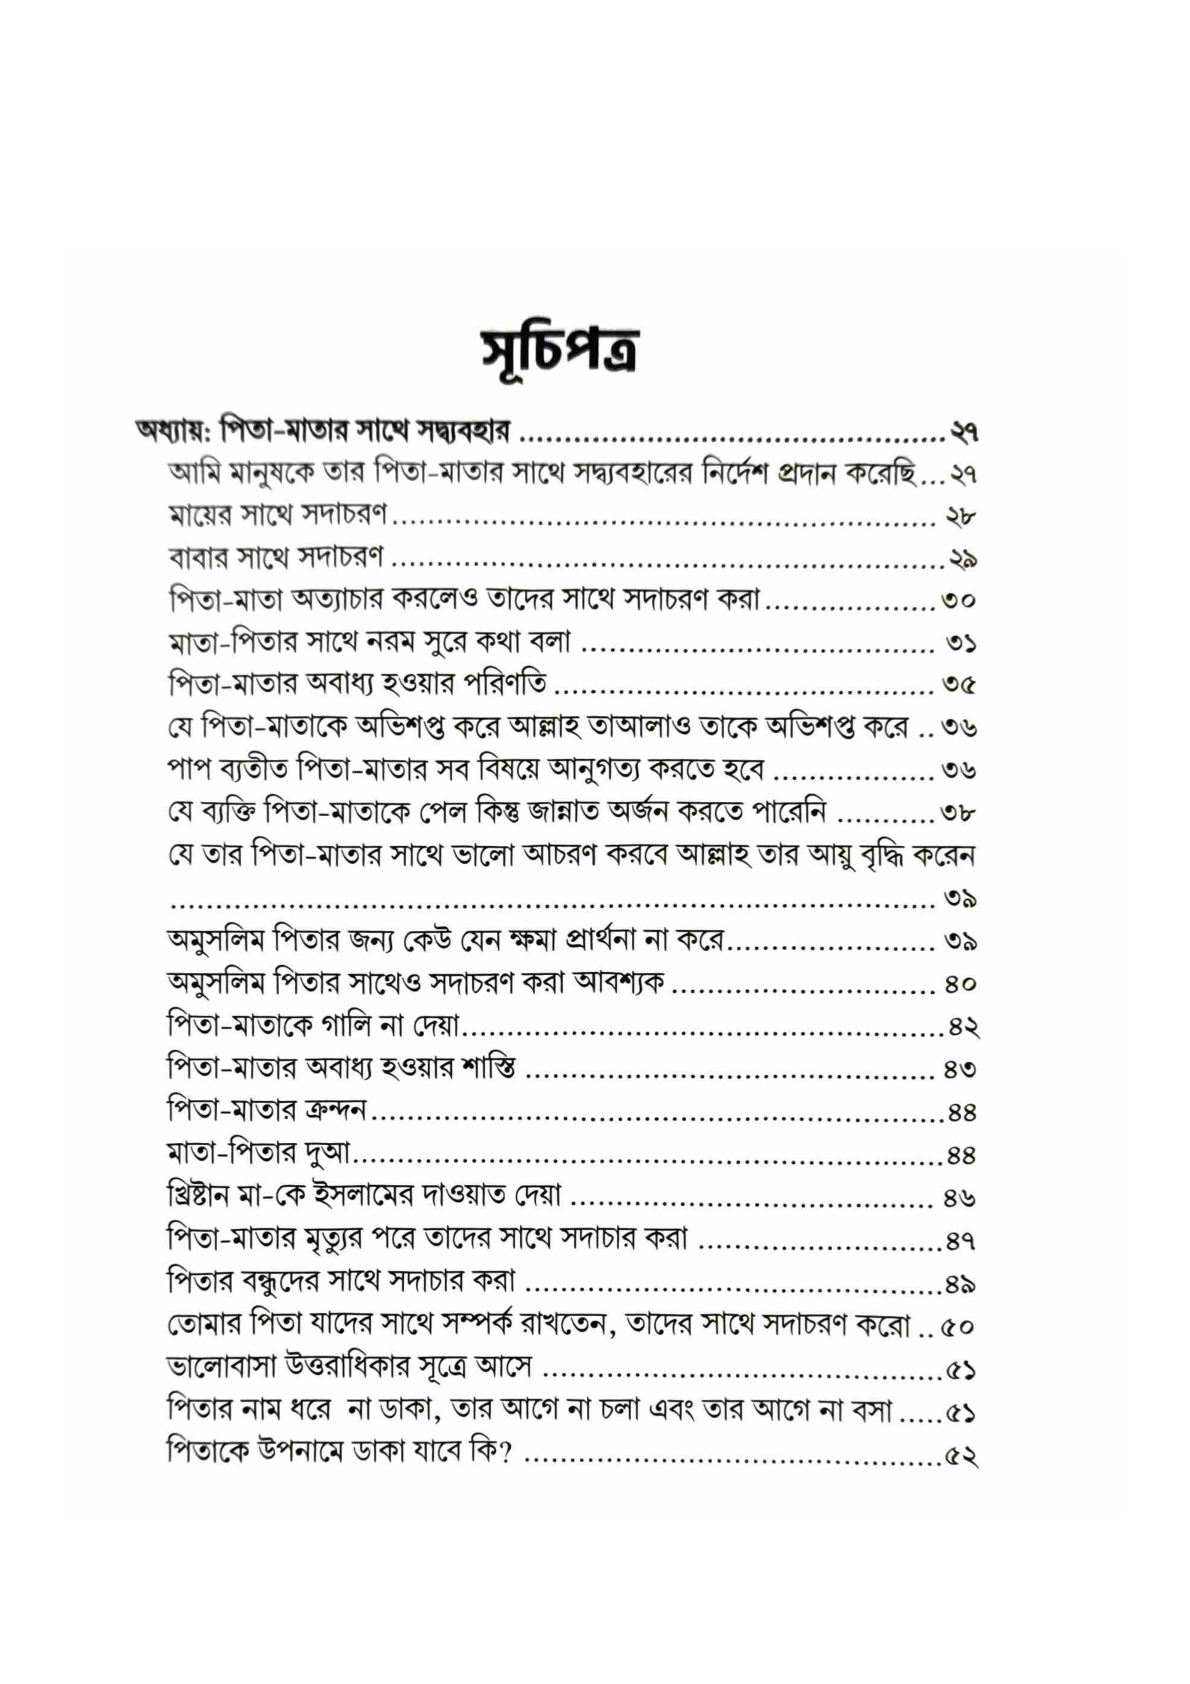 সূচিপত্র
অধ্যায়: পিতা-মাতার সাথে সদ্ব্যবহার ................................................ ২৭
আমি মানুষকে তার পিতা-মাতার সাথে সদ্ব্যবহারের নির্দেশ প্রদান করেছি ... ২৭
মায়ের সাথে সদাচরণ ................................................................ ২৮
বাবার সাথে সদাচরণ ................................................................ ২৯
পিতা-মাতা অত্যাচার করলেও তাদের সাথে সদাচরণ করা .................... ৩০
মাতা-পিতার সাথে নরম সুরে কথা বলা ........................................ ৩১
পিতা-মাতার অবাধ্য হওয়ার পরিণতি ........................................... ৩৫
যে পিতা-মাতাকে অভিশপ্ত করে আল্লাহ তাআলাও তাকে অভিশপ্ত করে .. ৩৬
পাপ ব্যতীত পিতা-মাতার সব বিষয়ে আনুগত্য করতে হবে ................... ৩৬
যে ব্যক্তি পিতা-মাতাকে পেল কিন্তু জান্নাত অর্জন করতে পারেনি ........... ৩৮
যে তার পিতা-মাতার সাথে ভালো আচরণ করবে আল্লাহ তার আয়ু বৃদ্ধি করেন
........................................................................................ ৩৯
অমুসলিম পিতার জন্য কেউ যেন ক্ষমা প্রার্থনা না করে ........................ ৩৯
অমুসলিম পিতার সাথেও সদাচরণ করা আবশ্যক .............................. ৪০
পিতা-মাতাকে গালি না দেয়া ...................................................... ৪২
পিতা-মাতার অবাধ্য হওয়ার শাস্তি ............................................... ৪৩
পিতা-মাতার ক্রন্দন ................................................................. ৪৪
মাতা-পিতার দুআ ................................................................... ৪৪
খ্রিষ্টান মা-কে ইসলামের দাওয়াত দেয়া .......................................... ৪৬
পিতা-মাতার মৃত্যুর পরে তাদের সাথে সদাচার করা ............................ ৪৭
পিতার বন্ধুদের সাথে সদাচার করা ................................................ ৪৯
তোমার পিতা যাদের সাথে সম্পর্ক রাখতেন, তাদের সাথে সদাচরণ করো .. ৫০
ভালোবাসা উত্তরাধিকার সূত্রে আসে .............................................. ৫১
পিতার নাম ধরে না ডাকা, তার আগে না চলা এবং তার আগে না বসা ..... ৫১
পিতাকে উপনামে ডাকা যাবে কি? ................................................ ৫২